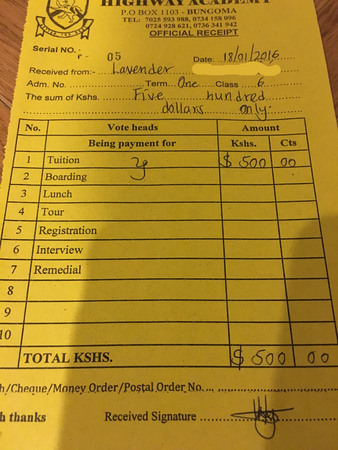 HIGHWAY ACADEMY
P.O BOX 1103 - BUNGOMA
TEL: 7025 593 988, 0734 158 096
0724 928 621, 0736 341 942
OFFICIAL RECEIPT
Serial NO. 05 Date: 18/01/2016
Received from:- Lavender
Adm. No. Term One Class 6
The sum of Kshs. Five hundred
dollars only.
No. Vote heads Amount
Being payment for Kshs. Cts
1 Tuition $ 500 00
2 Boarding
3 Lunch
4 Tour
5 Registration
6 Interview
7 Remedial
8
9
10
TOTAL KSHS. $ 500 00
h/Cheque/Money Order/Postal Order No.
h thanks Received Signature